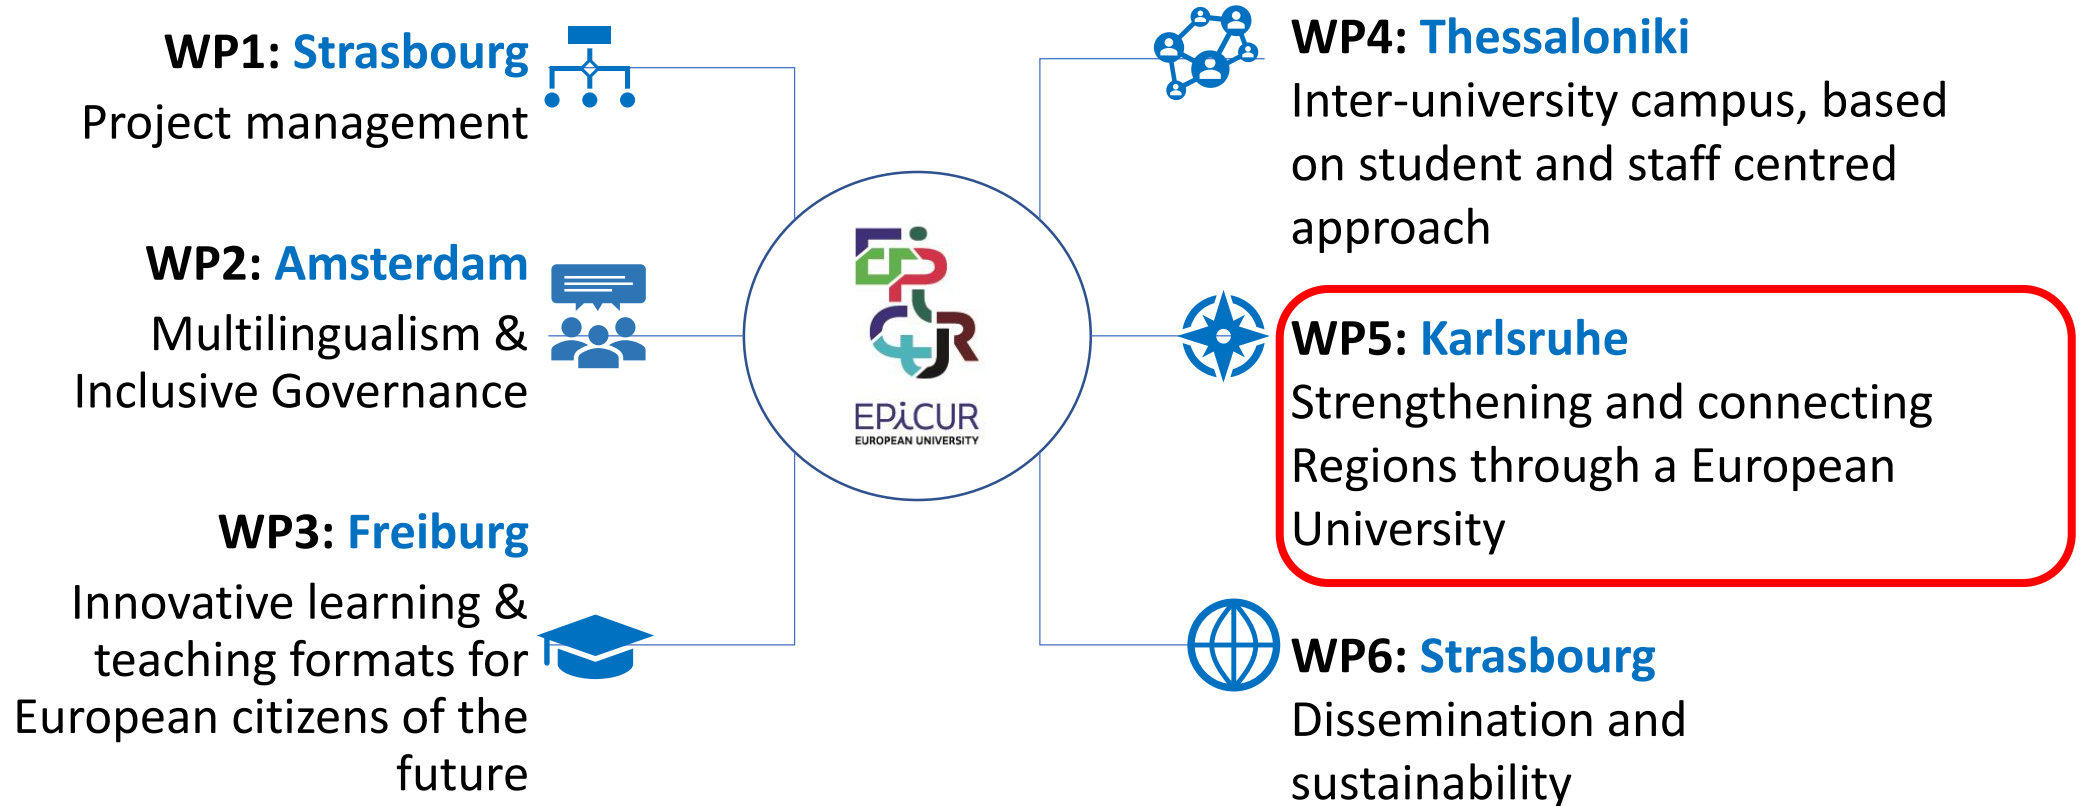 WP1: Strasbourg
Project management
WP2: Amsterdam
Multilingualism &
Inclusive Governance
WP3: Freiburg
Innovative learning &
teaching formats for
European citizens of the
future
EPiCUR
EPiCUR
EUROPEAN UNIVERSITY
WP4: Thessaloniki
Inter-university campus, based
on student and staff centred
approach
WP5: Karlsruhe
Strengthening and connecting
Regions through a European
University
WP6: Strasbourg
Dissemination and
sustainability